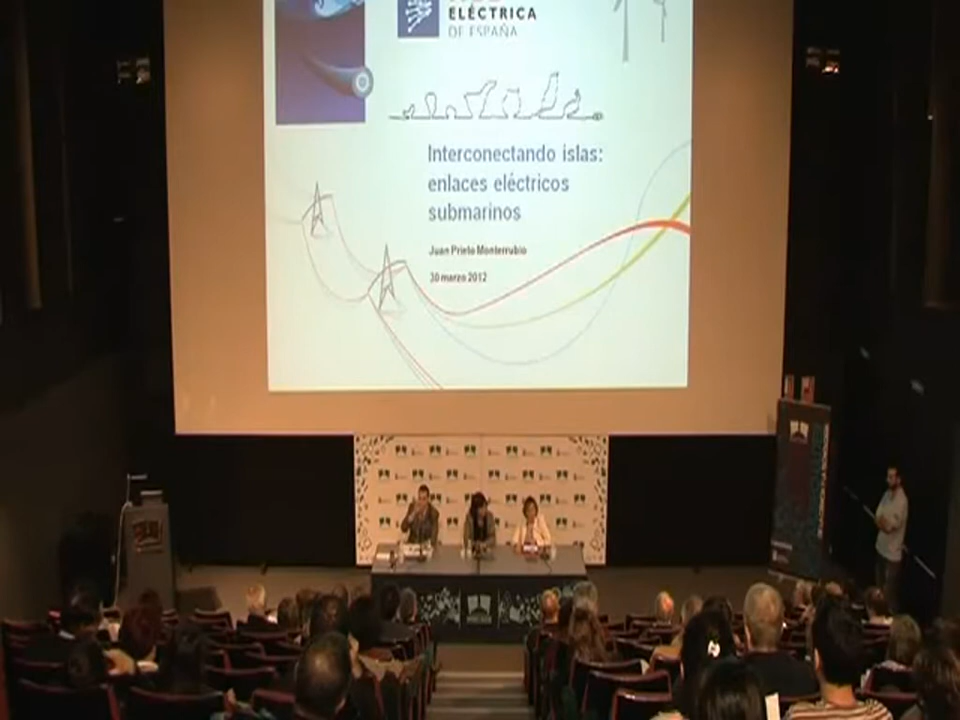 ELÉCTRICA
DE ESPAÑA
Interconectando islas:
enlaces eléctricos
submarinos
Juan Prieto Monterrubio
30 marzo 2012